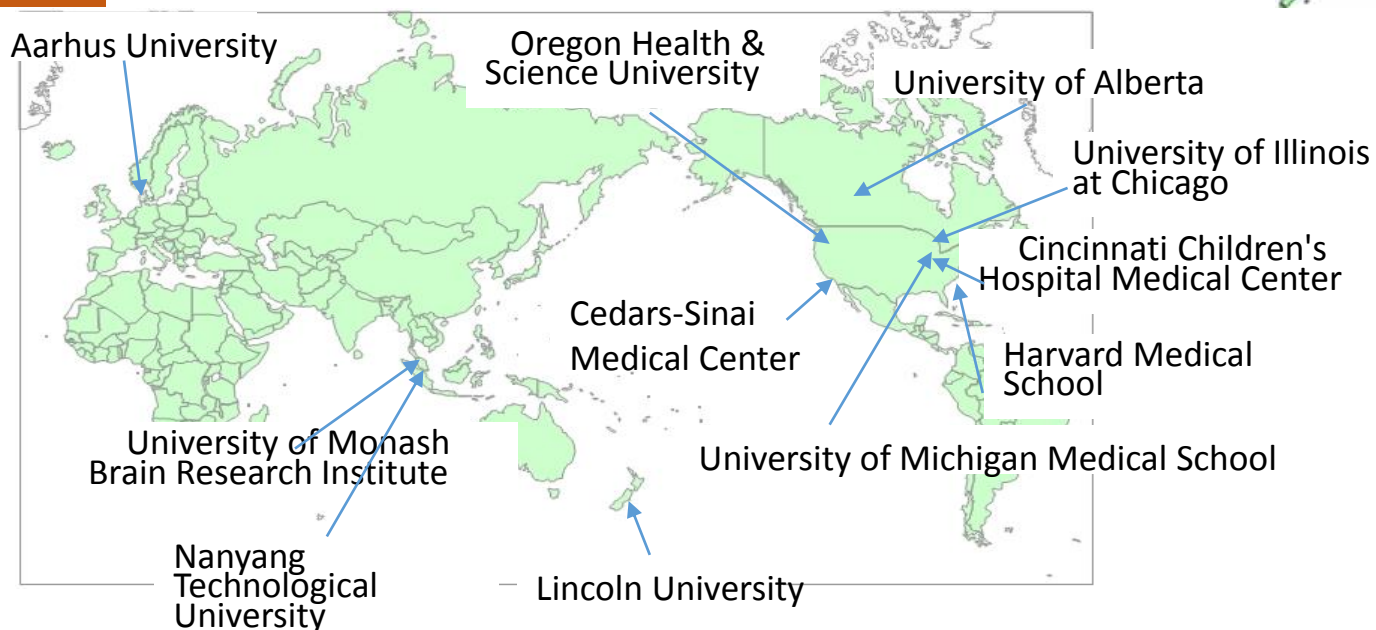 Aarhus University
Oregon Health &
Science University
University of Alberta
University of Illinois
at Chicago
Cincinnati Children's
Hospital Medical Center
Cedars-Sinai
Medical Center
Harvard Medical
School
University of Monash
Brain Research Institute
University of Michigan Medical School
Nanyang
Technological
University
Lincoln University